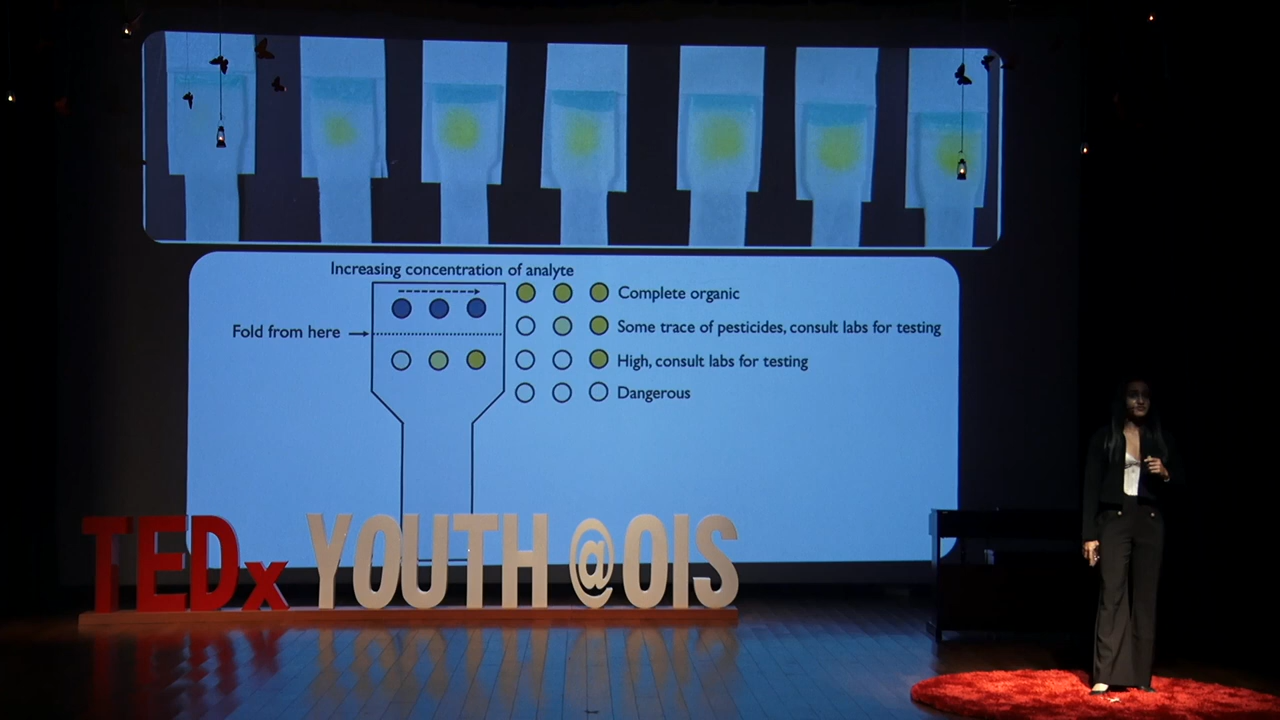 Increasing concentration of analyte
Complete organic
Fold from here
Some trace of pesticides, consult labs for testing
High, consult labs for testing
Dangerous
TEDx YOUTH @ OIS